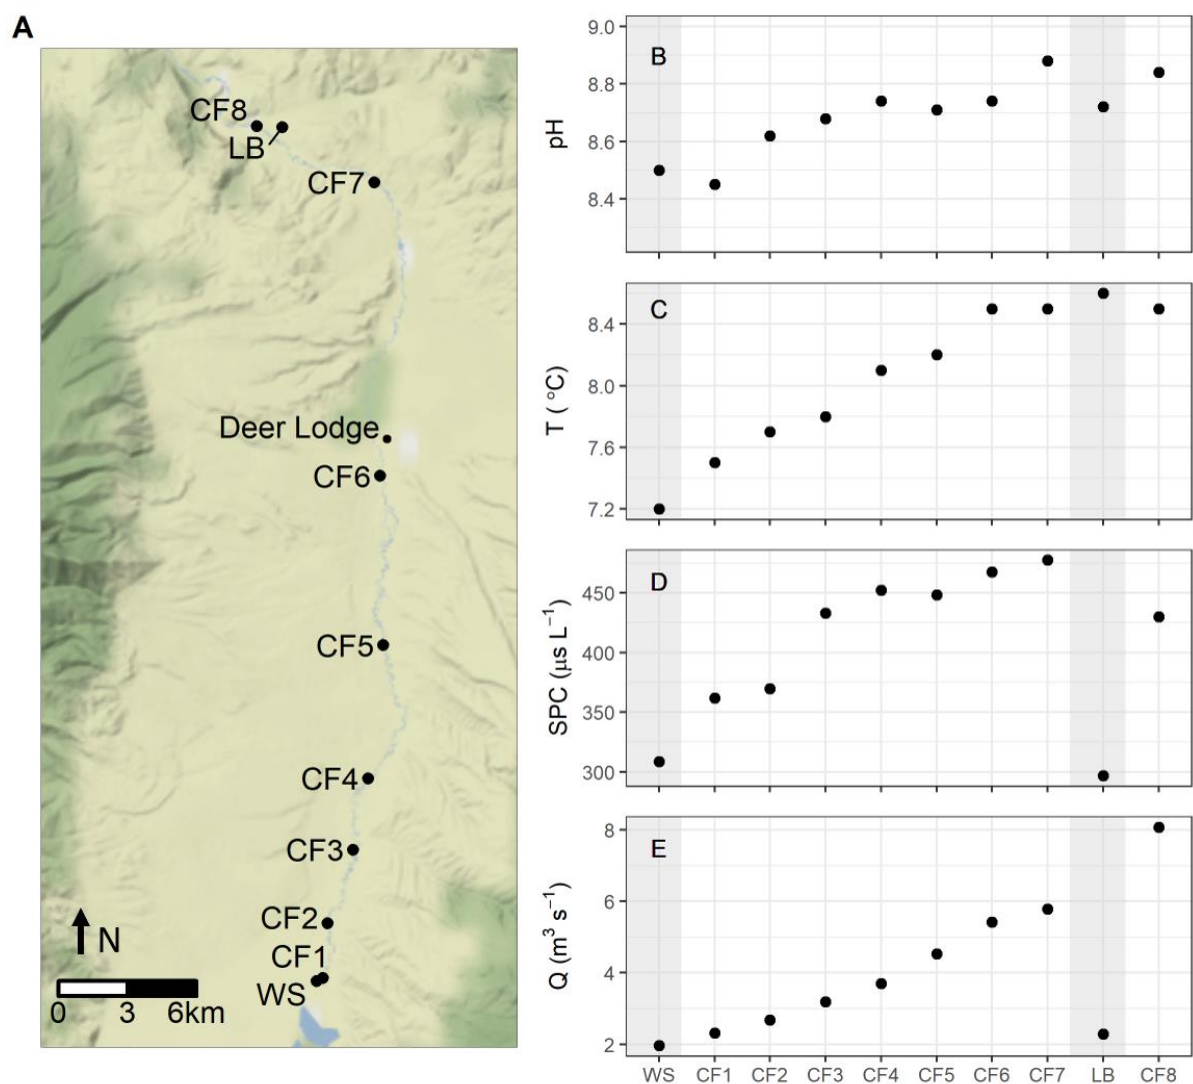 A
CF8
LB
CF7
Deer Lodge
CF6
CF5
CF4
CF3
CF2
CF1
WS
N
0 3 6km
B
pH
9.0
8.8
8.6
8.4
C
T ( °C)
8.4
8.0
7.6
7.2
D
SPC (µs L⁻¹)
450
400
350
300
E
Q (m³ s⁻¹)
8
6
4
2
WS CF1 CF2 CF3 CF4 CF5 CF6 CF7 LB CF8